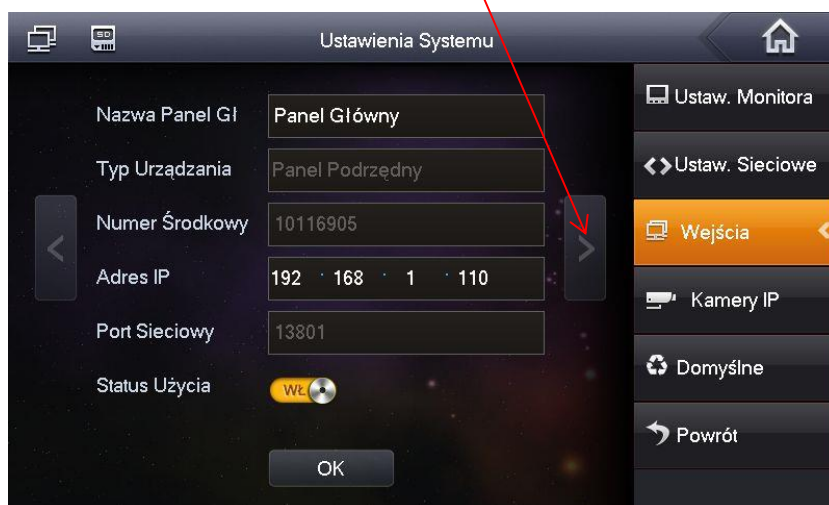 SD
Ustawienia Systemu
Nazwa Panel Gł
Panel Główny
Typ Urządzania
Panel Podrzędny
Numer Środkowy
10116905
Adres IP
192 · 168 · 1 · 110
Port Sieciowy
13801
Status Użycia
WŁ
OK
Ustaw. Monitora
Ustaw. Sieciowe
Wejścia
Kamery IP
Domyślne
Powrót